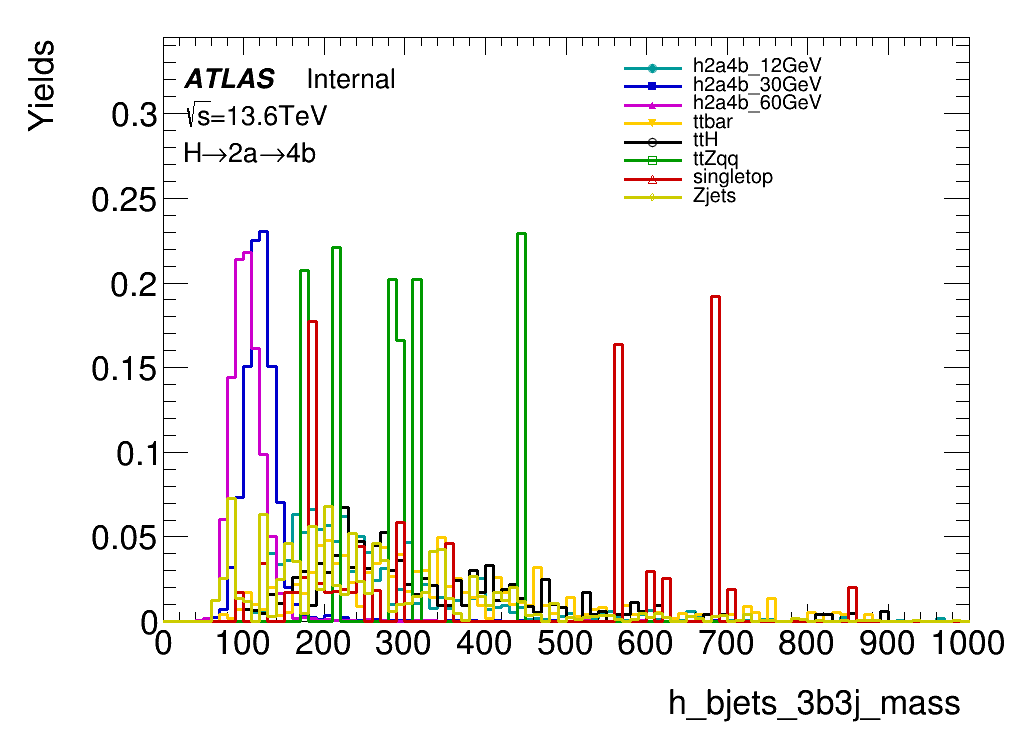 Yields
ATLAS Internal
√s=13.6TeV
H→2a→4b
h2a4b_12GeV
h2a4b_30GeV
h2a4b_60GeV
ttbar
ttH
ttZqq
singletop
Zjets
0.3
0.25
0.2
0.15
0.1
0.05
0
0 100 200 300 400 500 600 700 800 900 1000
h_bjets_3b3j_mass